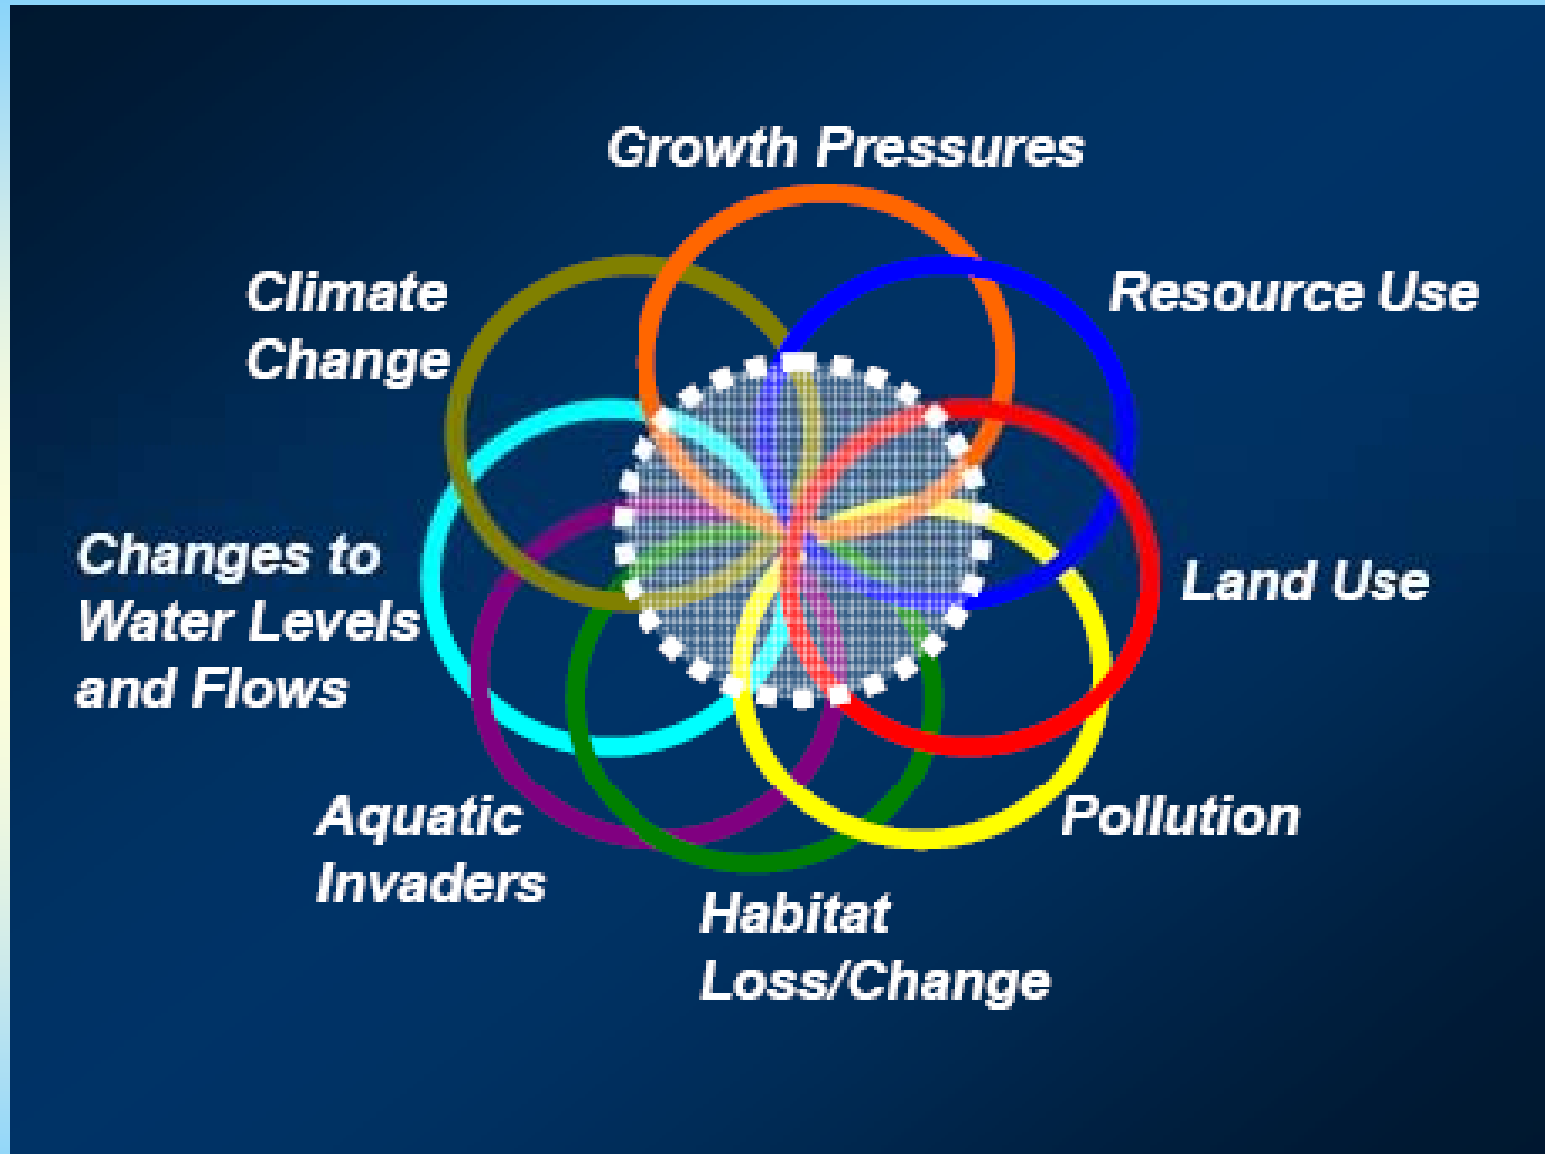 Growth Pressures
Climate
Change
Resource Use
Changes to
Water Levels
and Flows
Land Use
Aquatic
Invaders
Pollution
Habitat
Loss/Change